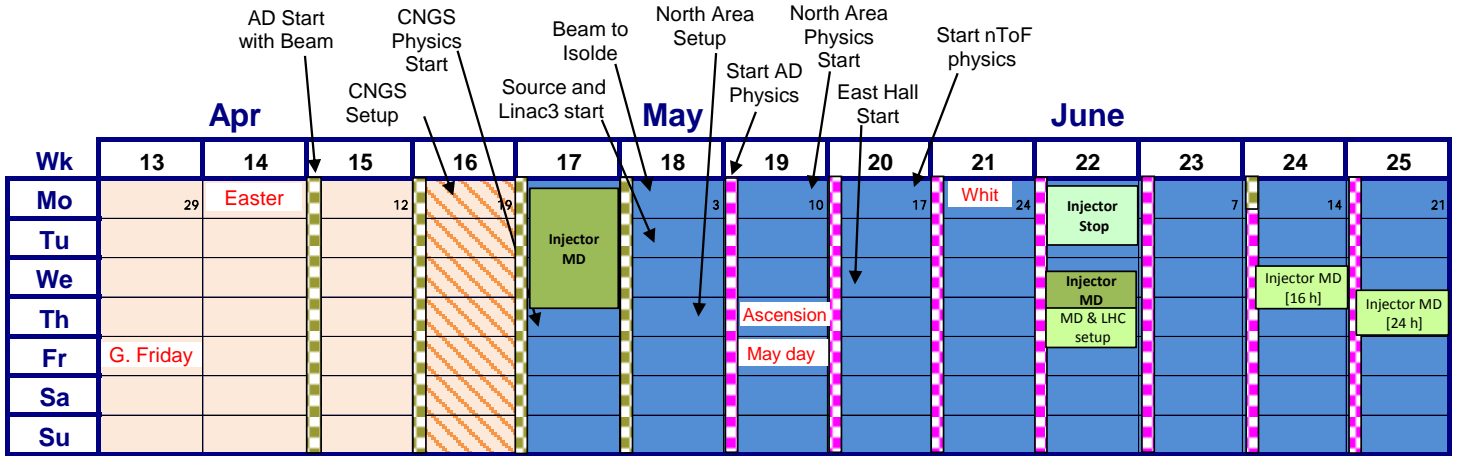 AD Start
with Beam
CNGS
Physics
Start
CNGS
Setup
Source and
Linac3 start
Beam to
Isolde
North Area
Setup
Start AD
Physics
North Area
Physics
Start
East Hall
Start
Start nToF
physics
Apr May June
Wk 13 14 15 16 17 18 19 20 21 22 23 24 25
Mo 29 Easter 12 19 3 10 17 Whit 24 7 14 21
Injector
Stop
Tu
Injector
MD
We
Injector
MD
Injector MD
[16 h]
Th
Ascension
MD & LHC
setup
Injector MD
[24 h]
Fr G. Friday May day
Sa
Su